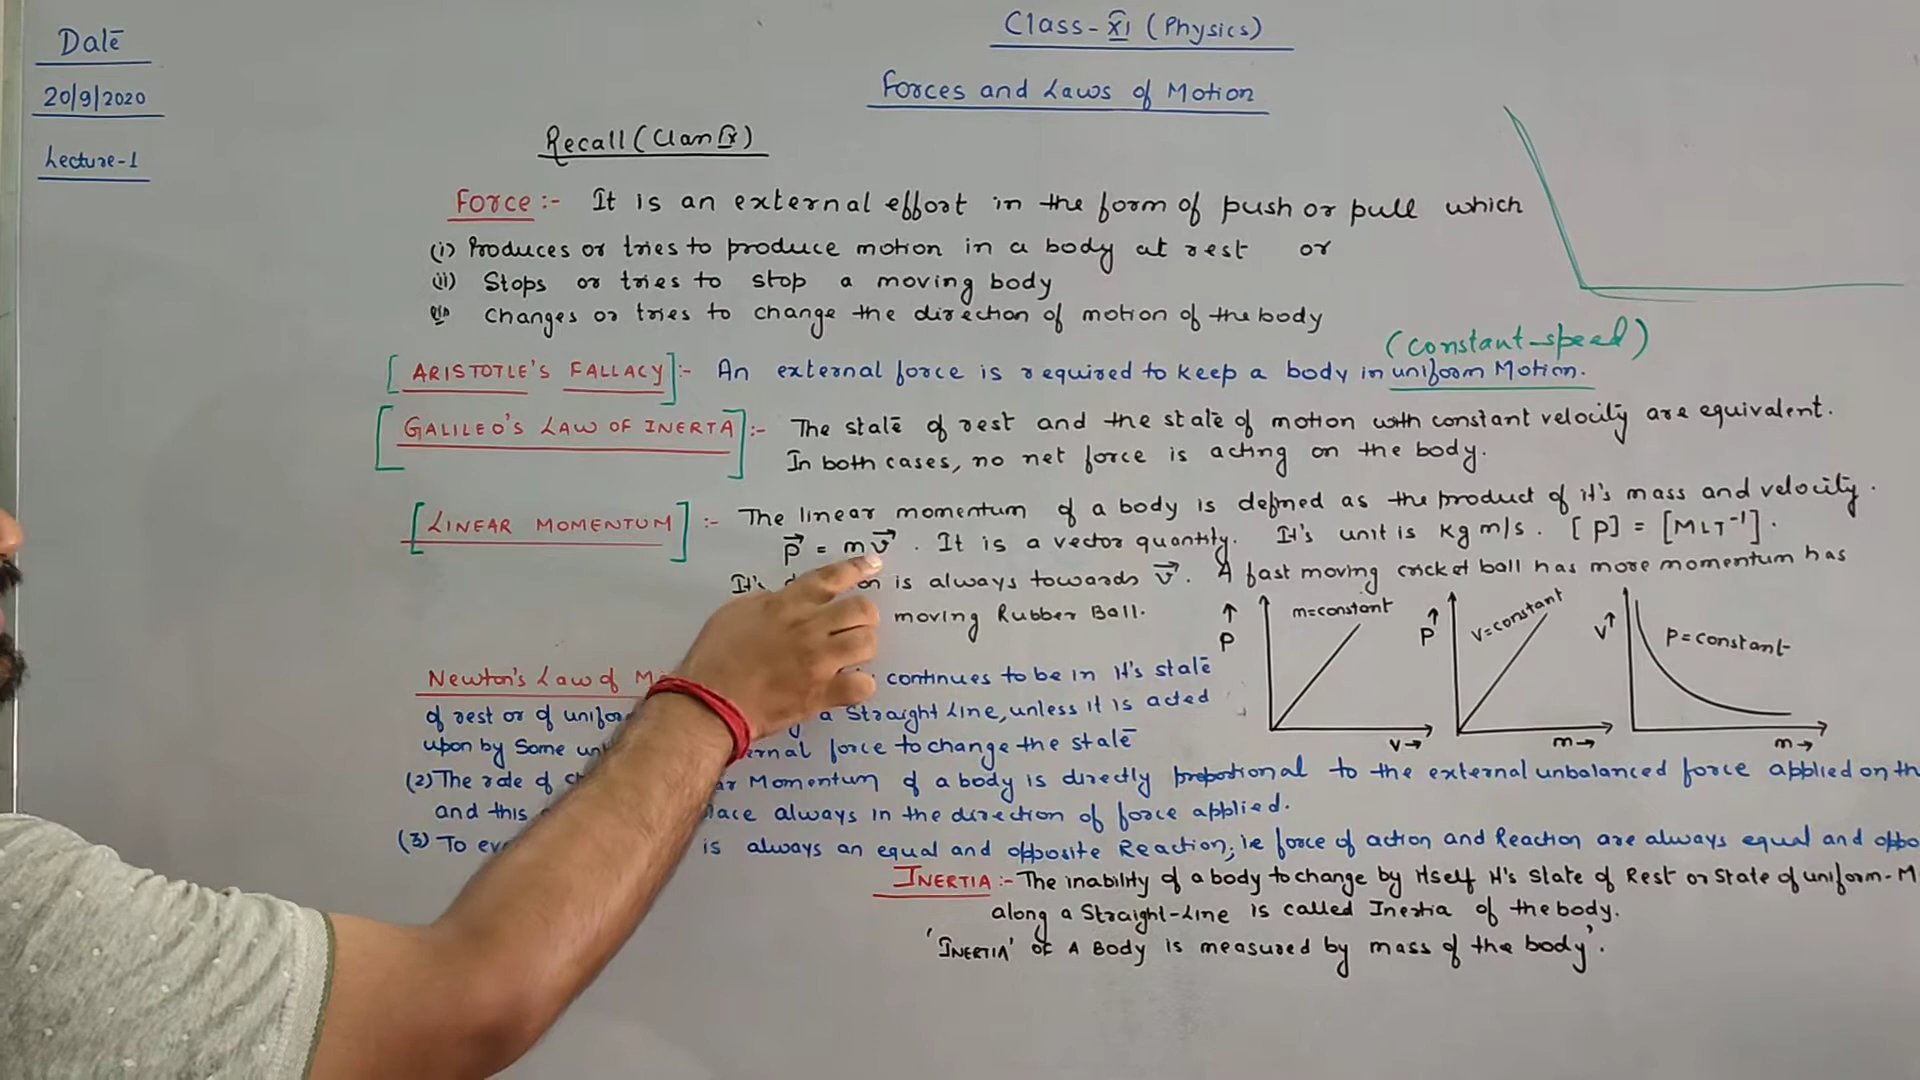 Date
20/9/2020
Lecture-1
Class-XI (Physics)
Forces and Laws of Motion
Recall (Class IX)
Force :- It is an external effort in the form of push or pull which
(i) Produces or tries to produce motion in a body at rest or
(ii) Stops or tries to stop a moving body
(iii) Changes or tries to change the direction of motion of the body
(constant-speed)
[ARISTOTLE'S FALLACY] :- An external force is required to keep a body in uniform Motion.
[GALILEO'S LAW OF INERTA] :- The state of rest and the state of motion with constant velocity are equivalent.
In both cases, no net force is acting on the body.
[LINEAR MOMENTUM] :- The linear momentum of a body is defined as the product of it's mass and velocity.
p⃗ = mv⃗ . It is a vector quantity. It's unit is Kg m/s. [P] = [MLT⁻¹].
It's is always towards v⃗. A fast moving cricket ball has more momentum has
moving Rubber Ball.
P → m=constant v→
P → v=constant m→
v → p=constant m→
Newton's Law of continues to be in it's state
of rest or of a Straight Line, unless it is acted
upon by Some force to change the state
(2) The rate of Momentum of a body is directly proportional to the external unbalanced force applied on
and this always in the direction of force applied.
(3) To is always an equal and opposite Reaction, ie force of action and Reaction are always equal and
INERTIA :- The inability of a body to change by itself it's state of Rest or state of uniform-
along a Straight-Line is called Inertia of the body.
'INERTIA' of A Body is measured by mass of the body'.